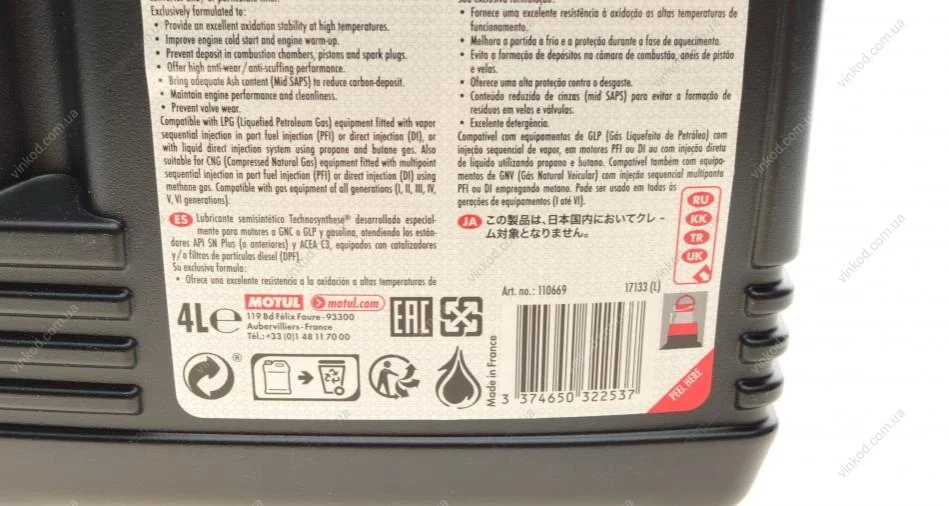 Exclusively formulated to:
• Provide an excellent oxidation stability at high temperatures.
• Improve engine cold start and engine warm-up.
• Prevent deposit in combustion chambers, pistons and spark plugs.
• Offer high anti-wear / anti-scuffing performance.
• Bring adequate Ash content (Mid SAPS) to reduce carbon-deposit.
• Maintain engine performance and cleanliness.
• Prevent valve wear.
Compatible with LPG (Liquefied Petroleum Gas) equipment fitted with vapor
sequential injection in port fuel injection (PFI) or direct injection (DI), or
with liquid direct injection system using propane and butane gas. Also
suitable for CNG (Compressed Natural Gas) equipment fitted with multipoint
sequential injection in port fuel injection (PFI) or direct injection (DI) using
methane gas. Compatible with gas equipment of all generations (I, II, III, IV,
V, VI generations).
ES Lubricante semisintético Technosynthese® desarrollado especial-
mente para motores a GNC o GLP y gasolina, atendiendo los están-
dares API SN Plus (o anteriores) y ACEA C3, equipados con catalizadores
y/o filtros de partículas diesel (DPF).
Su exclusiva formula:
• Ofrece una excelente resistencia a la oxidación a altas temperaturas de
• Fornece uma excelente resistência à oxidação as altas temperaturas de
funcionamento.
• Melhora a partida a frio e a proteção durante a fase de aquecimento.
• Evita a formação de depósitos na câmara de combustão, anéis de pistão
e velas.
• Oferece uma alta proteção contra o desgaste.
• Conteúdo reduzido de cinzas (mid SAPS) para evitar a formação de
resíduos em velas e válvulas.
• Excelente detergência.
Compatível com equipamentos de GLP (Gás Liquefeito de Petróleo) com
injeção sequencial de vapor, em motores PFI ou DI ou com injeção direta
de líquido utilizando propano e butano. Compatível também com equipa-
mentos de GNV (Gás Natural Veicular) com injeção sequencial multiponto
PFI ou DI empregando metano. Pode ser usado em todas às
gerações de equipamentos (I até VI).
JA この製品は、日本国内においてクレー
ム対象となりません。
RU
KK
TR
UK
4L℮
MOTUL motul.com
119.Bd Félix Faure - 93300
Aubervilliers - France
Tél.: +33 (0)1 48 11 70 00
EAC
Art. no.: 110669
17133 (L)
Made in France
3 374650 322537
PEEL HERE
vinkod.com.ua